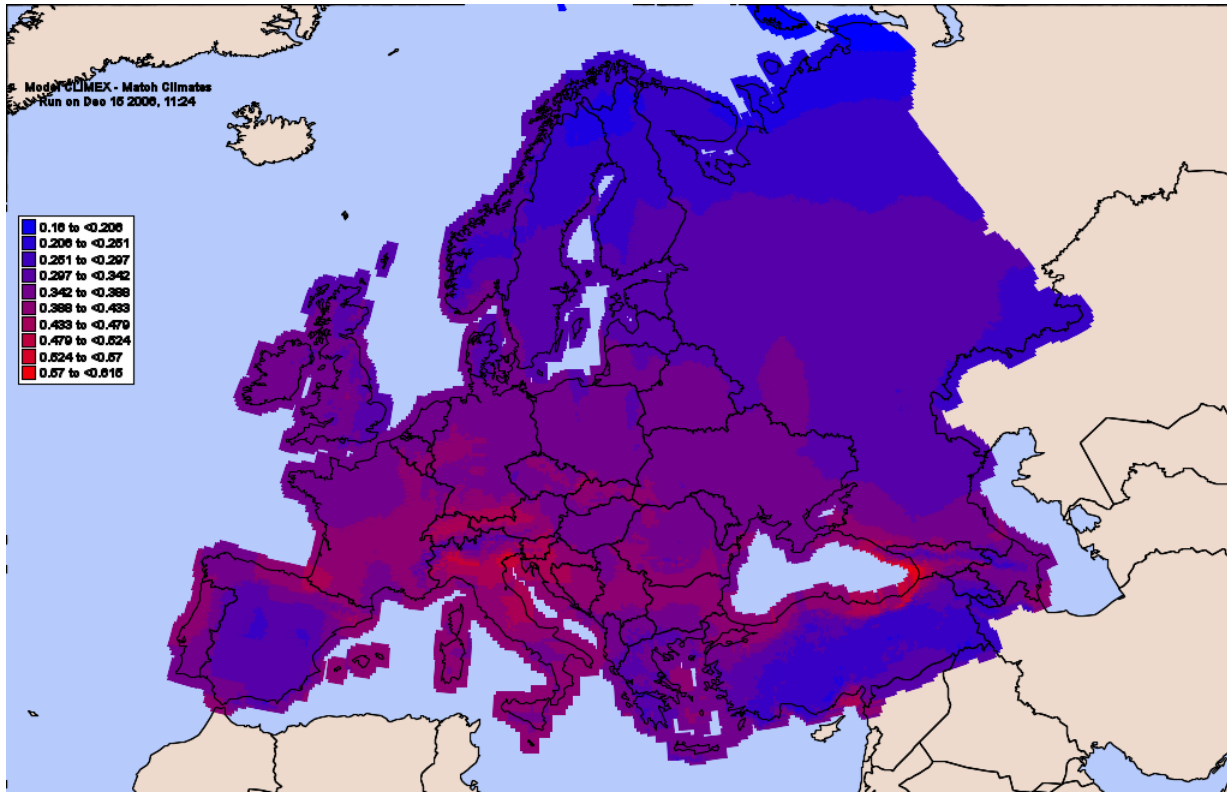 Model CLIMEX - Match Climates
Run on Dec 15 2006, 11:24
0.16 to <0.206
0.206 to <0.251
0.251 to <0.297
0.297 to <0.342
0.342 to <0.388
0.388 to <0.433
0.433 to <0.479
0.479 to <0.524
0.524 to <0.57
0.57 to <0.615